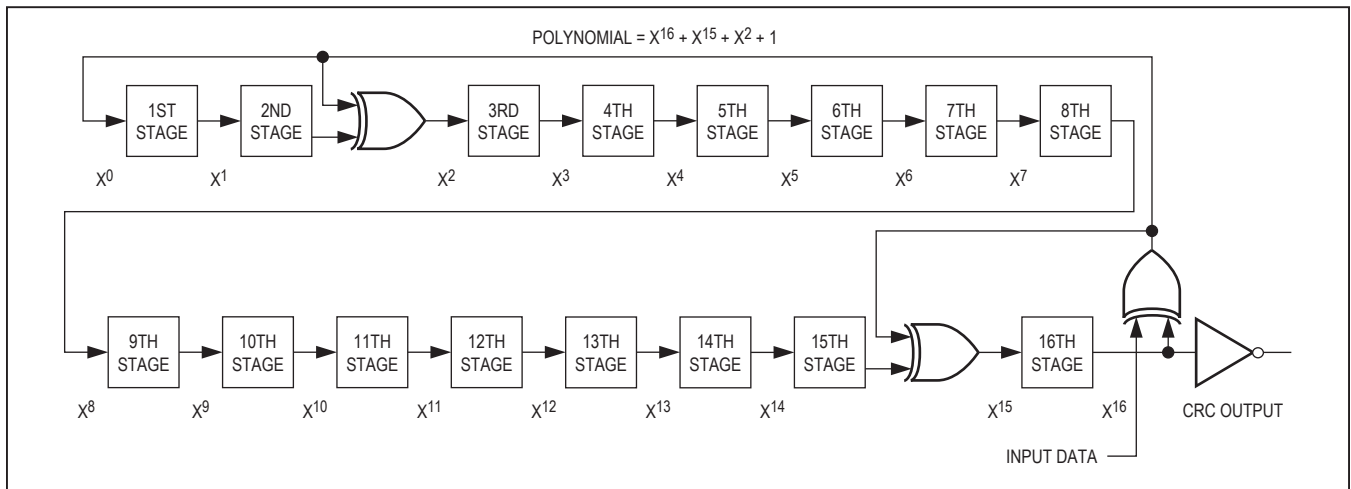 POLYNOMIAL = X16 + X15 + X2 + 1
1ST
STAGE
2ND
STAGE
3RD
STAGE
4TH
STAGE
5TH
STAGE
6TH
STAGE
7TH
STAGE
8TH
STAGE
X0
X1
X2
X3
X4
X5
X6
X7
9TH
STAGE
10TH
STAGE
11TH
STAGE
12TH
STAGE
13TH
STAGE
14TH
STAGE
15TH
STAGE
16TH
STAGE
X8
X9
X10
X11
X12
X13
X14
X15
X16
CRC OUTPUT
INPUT DATA